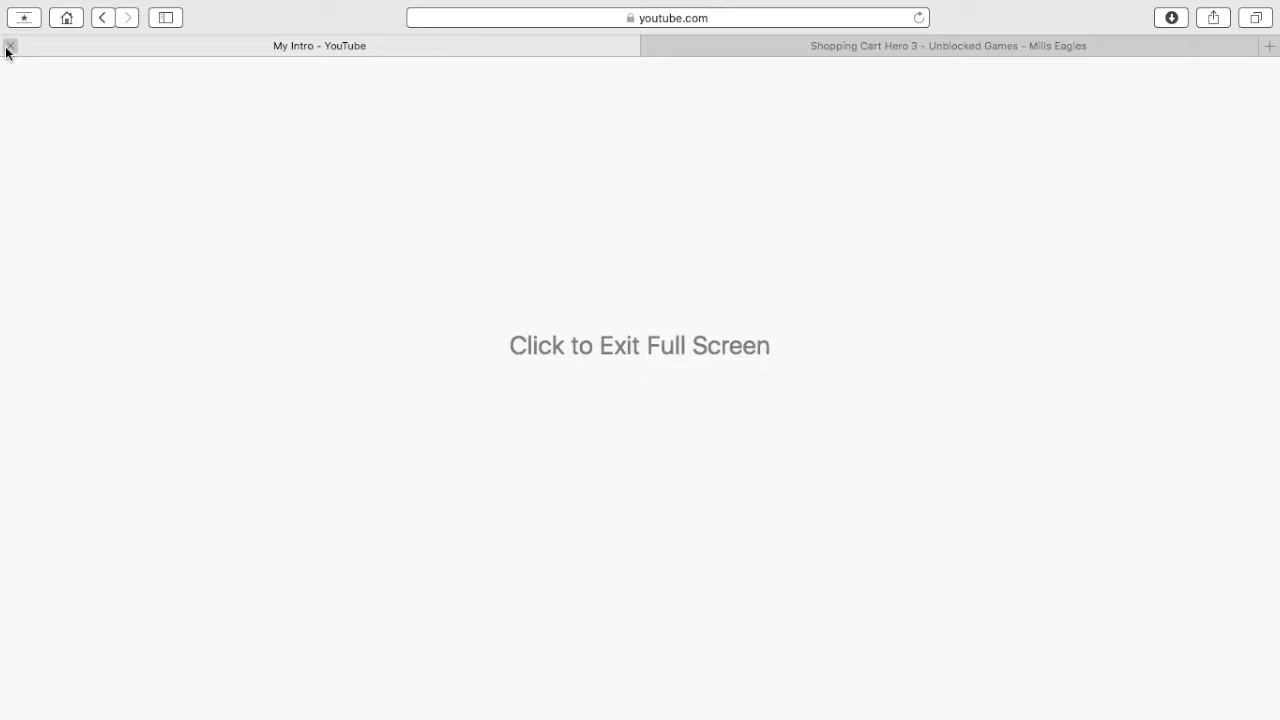 youtube.com
My Intro - YouTube
Shopping Cart Hero 3 - Unblocked Games - Mills Eagles
Click to Exit Full Screen